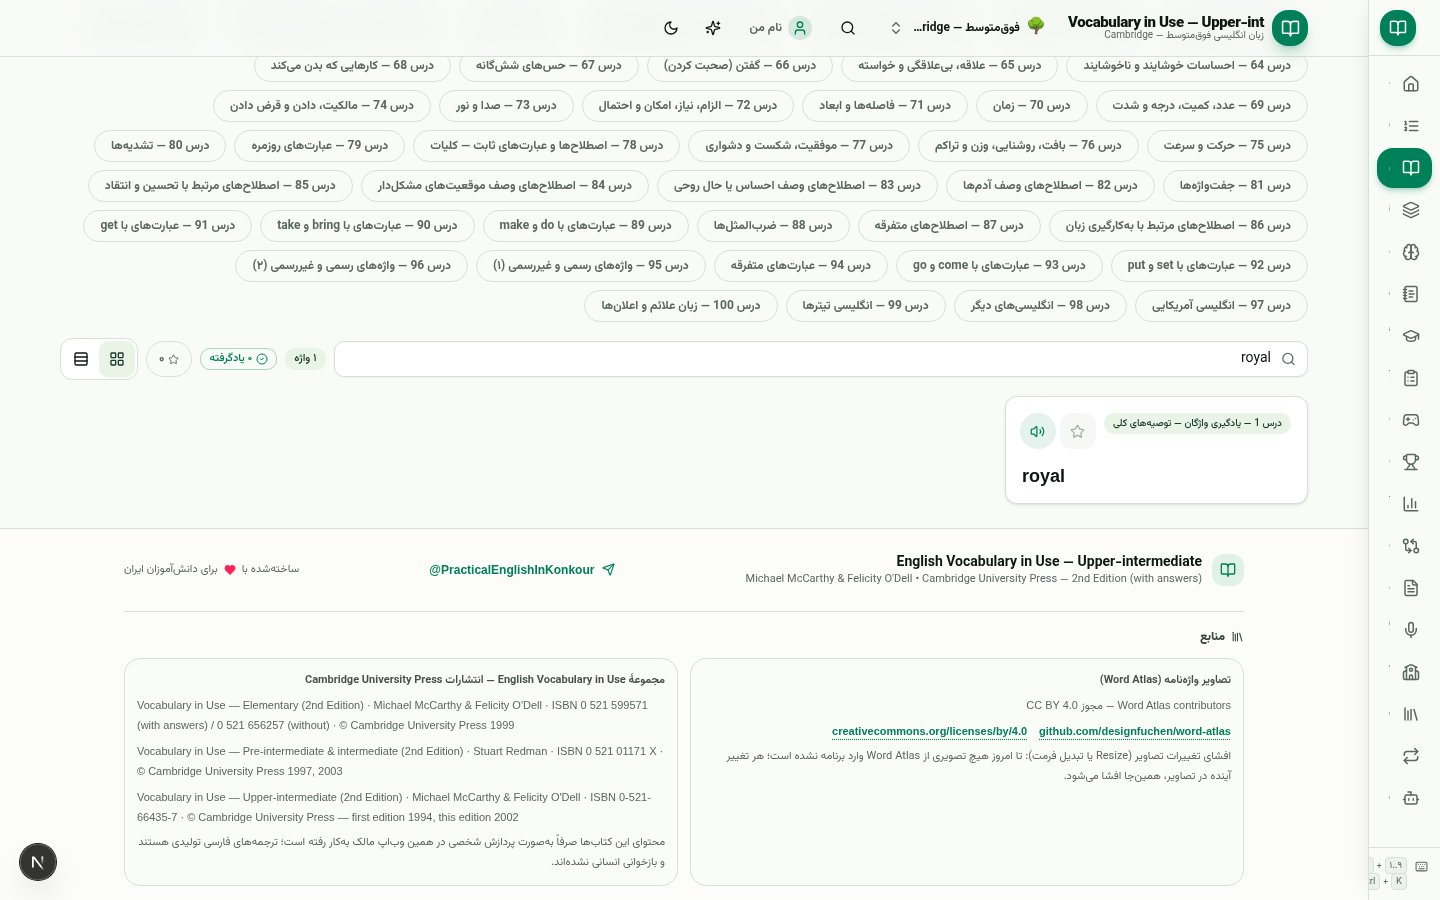 Vocabulary in Use — Upper-int
زبان انگلیسی فوق‌متوسط — Cambridge
فوق‌متوسط — ridge...
نام من
درس 64 — احساسات خوشایند و ناخوشایند
درس 65 — علاقه، بی‌علاقگی و خواسته
درس 66 — گفتن (صحبت کردن)
درس 67 — حس‌های شش‌گانه
درس 68 — کارهایی که بدن می‌کند
درس 69 — عدد، کمیت، درجه و شدت
درس 70 — زمان
درس 71 — فاصله‌ها و ابعاد
درس 72 — الزام، نیاز، امکان و احتمال
درس 73 — صدا و نور
درس 74 — مالکیت، دادن و قرض دادن
درس 75 — حرکت و سرعت
درس 76 — بافت، روشنایی، وزن و تراکم
درس 77 — موفقیت، شکست و دشواری
درس 78 — اصطلاح‌ها و عبارت‌های ثابت — کلیات
درس 79 — عبارت‌های روزمره
درس 80 — تشدیه‌ها
درس 81 — جفت‌واژه‌ها
درس 82 — اصطلاح‌های وصف آدم‌ها
درس 83 — اصطلاح‌های وصف احساس یا حال روحی
درس 84 — اصطلاح‌های وصف موقعیت‌های مشکل‌دار
درس 85 — اصطلاح‌های مرتبط با تحسین و انتقاد
درس 86 — اصطلاح‌های مرتبط با به‌کارگیری زبان
درس 87 — اصطلاح‌های متفرقه
درس 88 — ضرب‌المثل‌ها
درس 89 — عبارت‌های با do و make
درس 90 — عبارت‌های با bring و take
درس 91 — عبارت‌های با get
درس 92 — عبارت‌های با set و put
درس 93 — عبارت‌های با come و go
درس 94 — عبارت‌های متفرقه
درس 95 — واژه‌های رسمی و غیررسمی (۱)
درس 96 — واژه‌های رسمی و غیررسمی (۲)
درس 97 — انگلیسی آمریکایی
درس 98 — انگلیسی‌های دیگر
درس 99 — انگلیسی تیترها
درس 100 — زبان علائم و اعلان‌ها
royal
۱ واژه
۰ یادگرفته
۰
درس 1 — یادگیری واژگان — توصیه‌های کلی
royal
English Vocabulary in Use — Upper-intermediate
Michael McCarthy & Felicity O'Dell • Cambridge University Press — 2nd Edition (with answers)
@PracticalEnglishInKonkour
ساخته‌شده با برای دانش‌آموزان ایران
منابع
تصاویر واژه‌نامه (Word Atlas)
Word Atlas contributors — مجوز CC BY 4.0
github.com/designfuchen/word-atlas
creativecommons.org/licenses/by/4.0
افشای تغییرات تصاویر (Resize یا تبدیل فرمت): تا امروز هیچ تصویری از Word Atlas وارد برنامه نشده است؛ هر تغییر
آینده در تصاویر، همین‌جا افشا می‌شود.
مجموعهٔ English Vocabulary in Use — انتشارات Cambridge University Press
Vocabulary in Use — Elementary (2nd Edition) · Michael McCarthy & Felicity O'Dell · ISBN 0 521 599571
(with answers) / 0 521 656257 (without) · © Cambridge University Press 1999
Vocabulary in Use — Pre-intermediate & intermediate (2nd Edition) · Stuart Redman · ISBN 0 521 01171 X ·
© Cambridge University Press 1997, 2003
Vocabulary in Use — Upper-intermediate (2nd Edition) · Michael McCarthy & Felicity O'Dell · ISBN 0-521-
66435-7 · © Cambridge University Press — first edition 1994, this edition 2002
محتوای این کتاب‌ها صرفاً به‌صورت پردازش شخصی در همین وب‌اپ مالک به‌کار رفته است؛ ترجمه‌های فارسی تولیدی هستند
و بازخوانی انسانی نشده‌اند.
+ ۱..۹
+ K
N